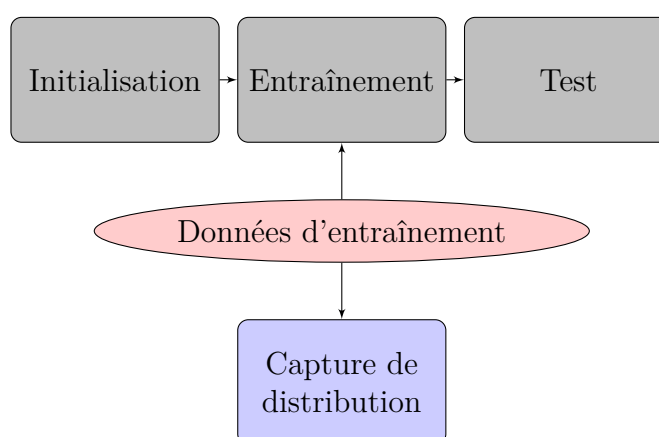 Initialisation
Entraînement
Test
Données d'entraînement
Capture de
distribution